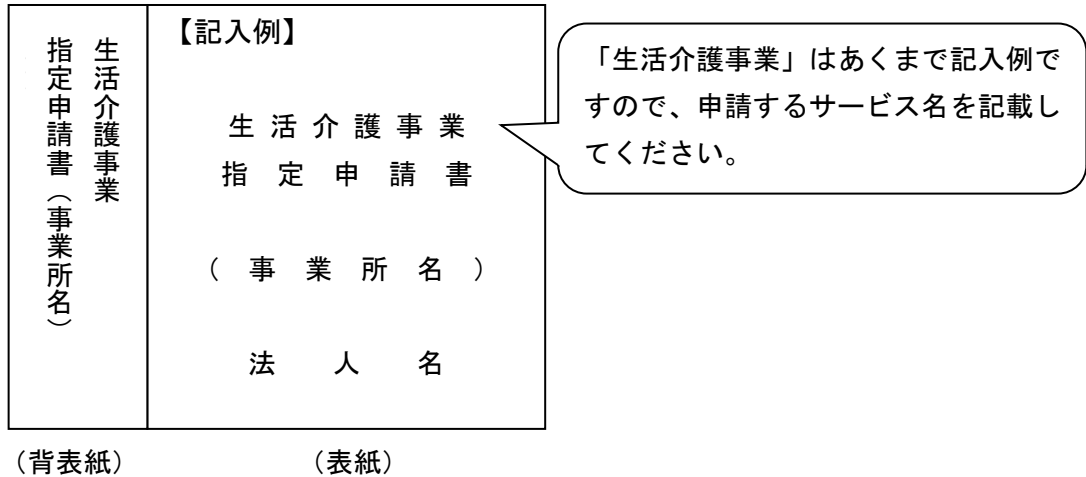 生活介護事業
指定申請書（事業所名）
【記入例】
生活介護事業
指定申請書
（事業所名）
法人名
「生活介護事業」はあくまで記入例で
すので、申請するサービス名を記載し
てください。
（背表紙）
（表紙）